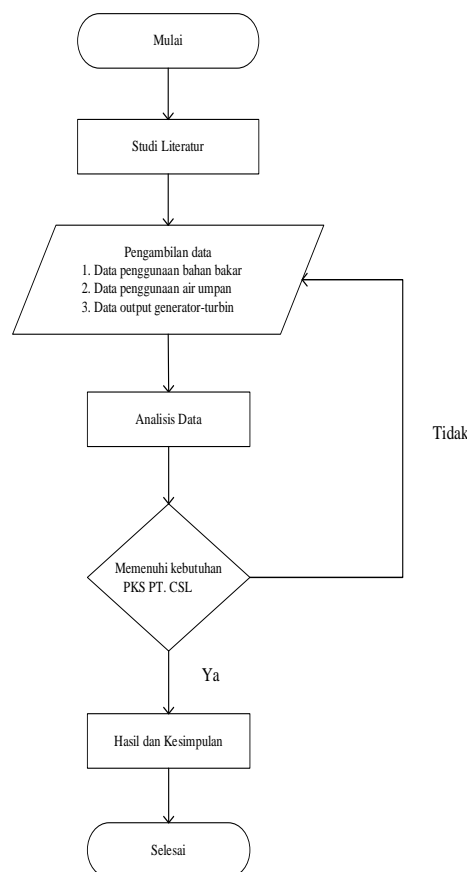 Mulai
Studi Literatur
Pengambilan data
1. Data penggunaan bahan bakar
2. Data penggunaan air umpan
3. Data output generator-turbin
Analisis Data
Tidak
Memenuhi kebutuhan
PKS PT. CSL
Ya
Hasil dan Kesimpulan
Selesai